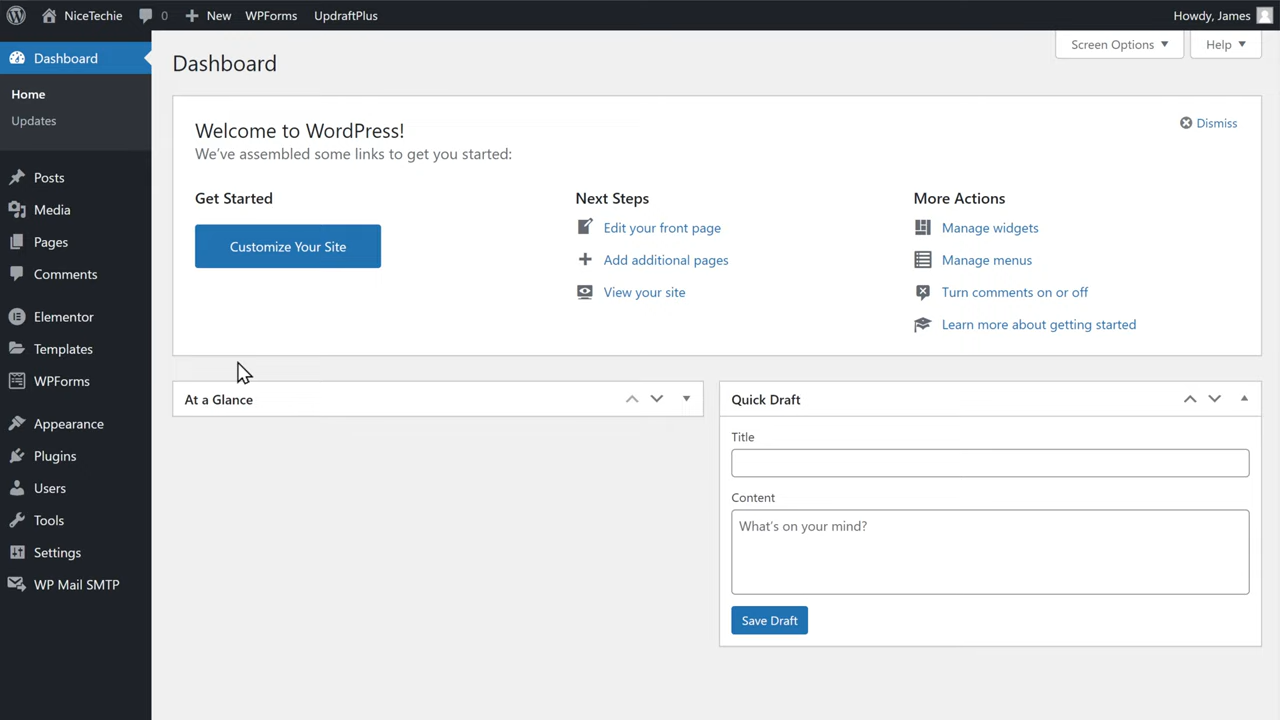 NiceTechie 0 New WPForms UpdraftPlus Howdy, James
Screen Options Help
Dashboard
Home
Updates
Posts
Media
Pages
Comments
Elementor
Templates
WPForms
Appearance
Plugins
Users
Tools
Settings
WP Mail SMTP
Dashboard
Welcome to WordPress!
We've assembled some links to get you started:
Dismiss
Get Started
Customize Your Site
Next Steps
Edit your front page
Add additional pages
View your site
More Actions
Manage widgets
Manage menus
Turn comments on or off
Learn more about getting started
At a Glance
Quick Draft
Title
Content
What's on your mind?
Save Draft